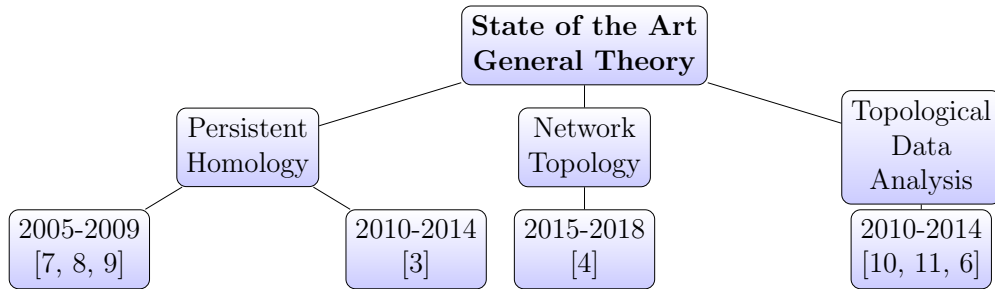 State of the Art
General Theory
Persistent
Homology
Network
Topology
Topological
Data
Analysis
2005-2009
[7, 8, 9]
2010-2014
[3]
2015-2018
[4]
2010-2014
[10, 11, 6]